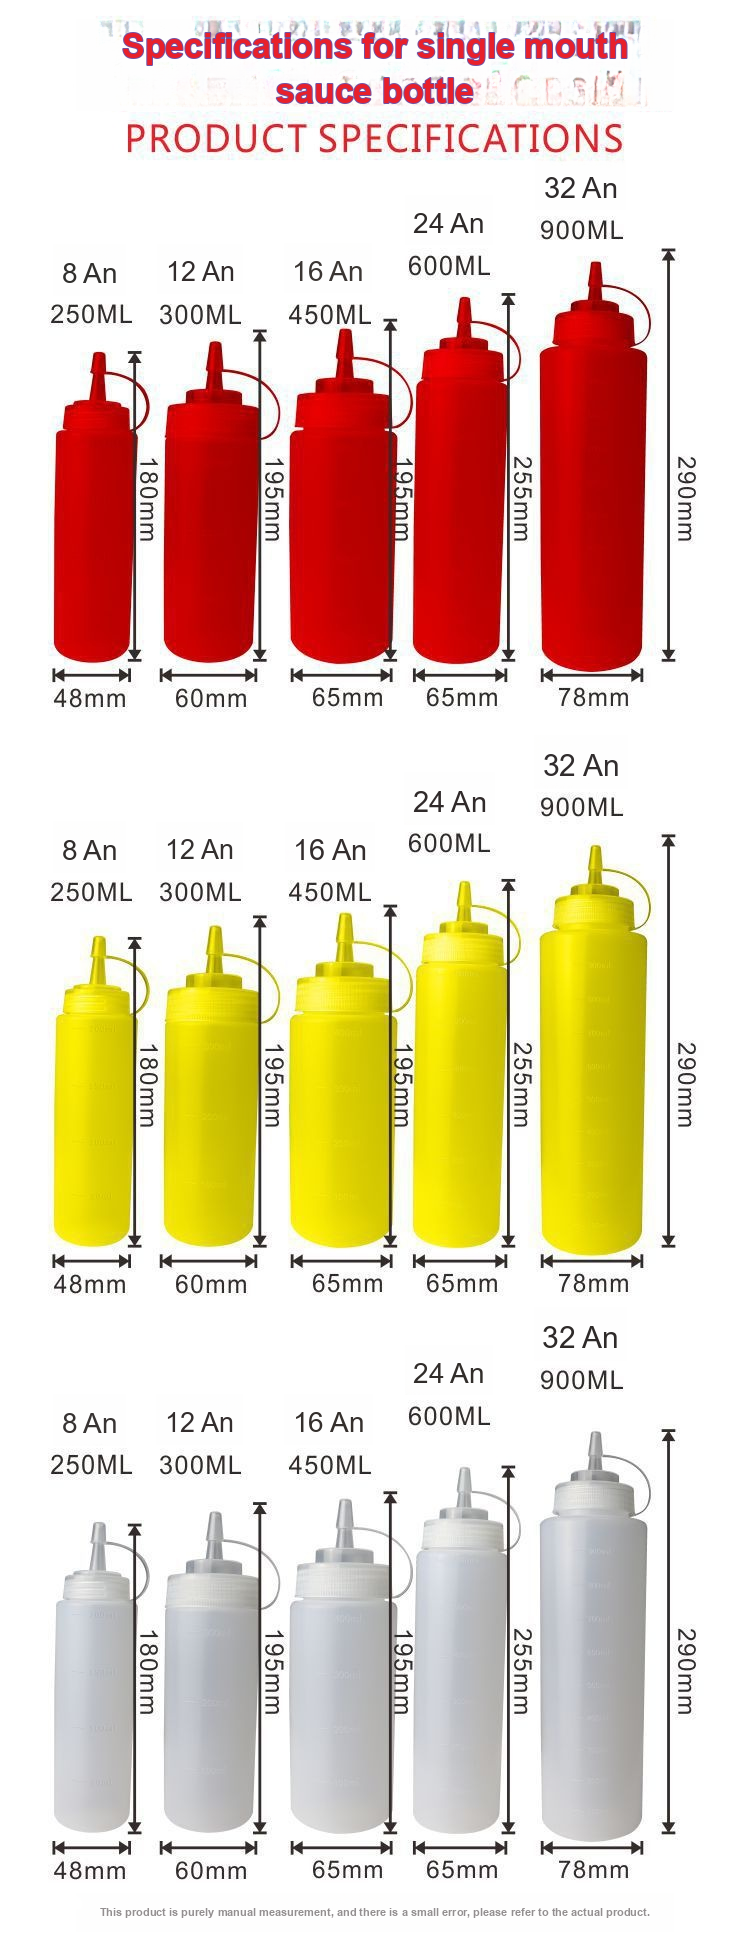 Specifications for single mouth
sauce bottle
PRODUCT SPECIFICATIONS
32 An
900ML
24 An
600ML
8 An
12 An
16 An
250ML
300ML
450ML
180mm
195mm
195mm
255mm
290mm
48mm
60mm
65mm
65mm
78mm
32 An
900ML
24 An
600ML
8 An
12 An
16 An
250ML
300ML
450ML
180mm
195mm
195mm
255mm
290mm
48mm
60mm
65mm
65mm
78mm
32 An
900ML
24 An
600ML
8 An
12 An
16 An
250ML
300ML
450ML
180mm
195mm
195mm
255mm
290mm
48mm
60mm
65mm
65mm
78mm
This product is purely manual measurement, and there is a small error, please refer to the actual product.